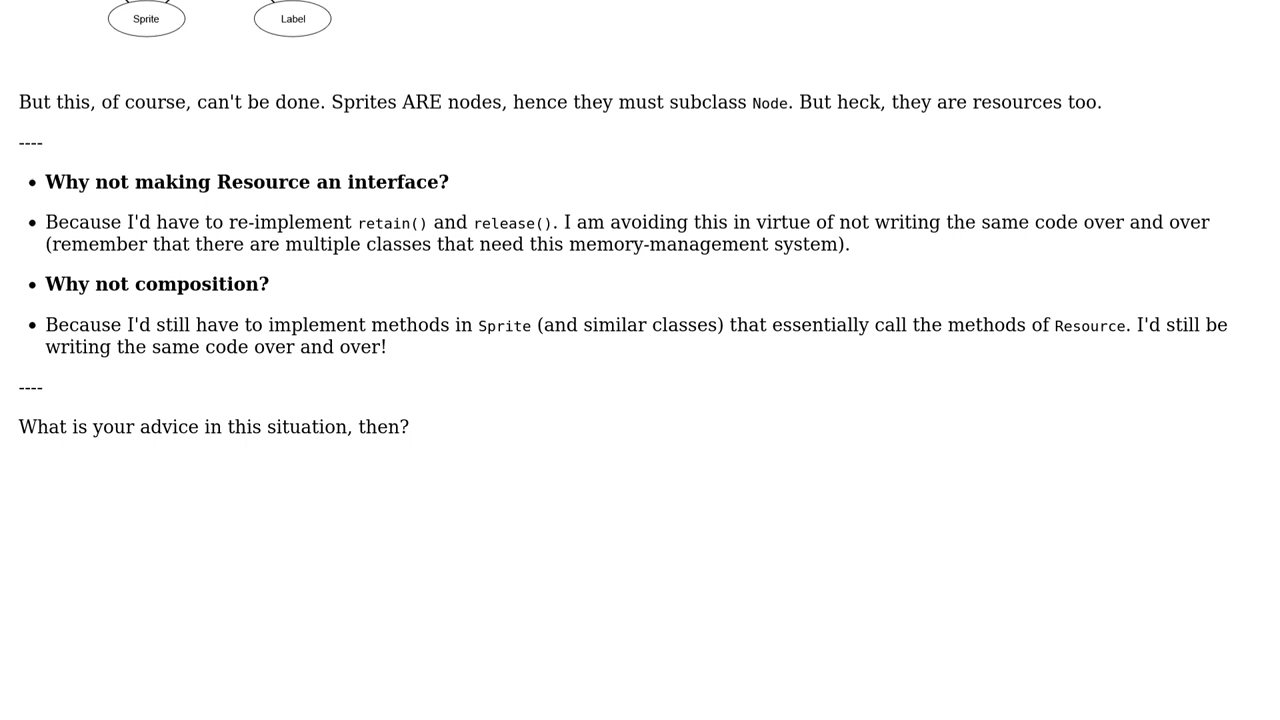 Sprite Label
But this, of course, can't be done. Sprites ARE nodes, hence they must subclass Node. But heck, they are resources too.
----
• Why not making Resource an interface?
• Because I'd have to re-implement retain() and release(). I am avoiding this in virtue of not writing the same code over and over
(remember that there are multiple classes that need this memory-management system).
• Why not composition?
• Because I'd still have to implement methods in Sprite (and similar classes) that essentially call the methods of Resource. I'd still be
writing the same code over and over!
----
What is your advice in this situation, then?